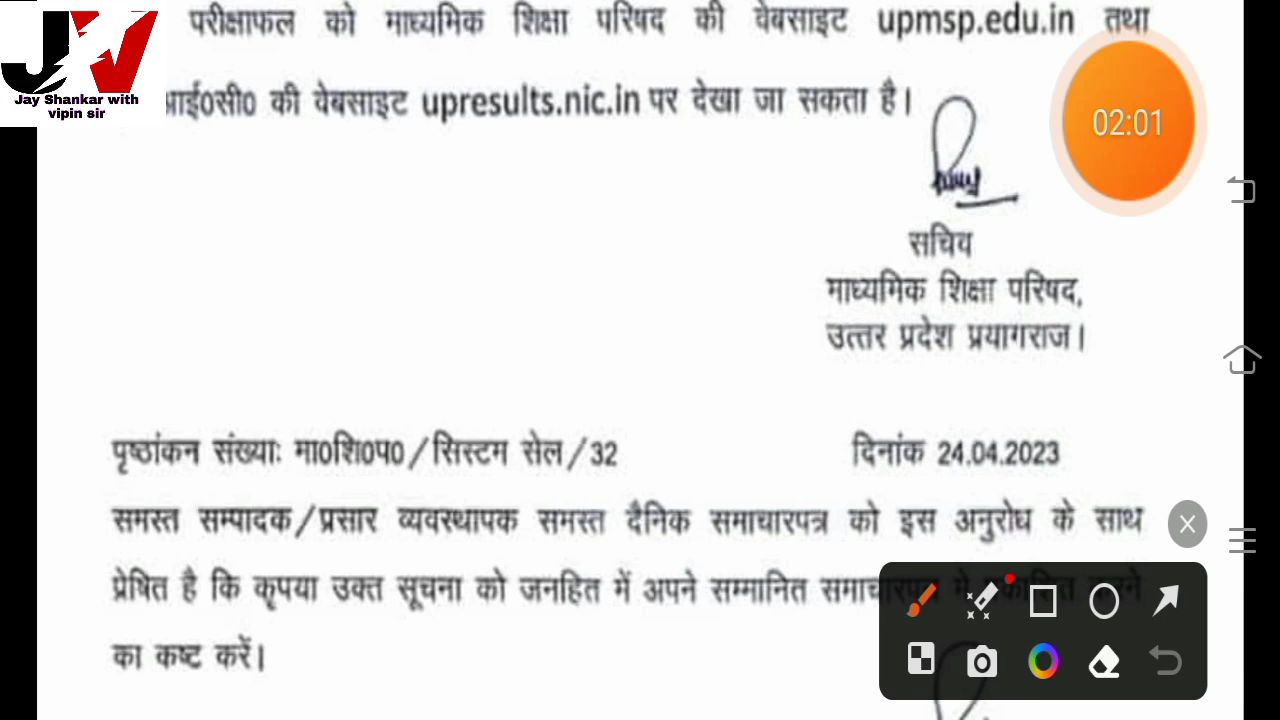 परीक्षाफल को माध्यमिक शिक्षा परिषद की वेबसाइट upmsp.edu.in तथा
आई0सी0 की वेबसाइट upresults.nic.in पर देखा जा सकता है।
Jay Shankar with
vipin sir
02:01
सचिव
माध्यमिक शिक्षा परिषद,
उत्तर प्रदेश प्रयागराज।
पृष्ठांकन संख्याः मा0शि0प0/सिस्टम सेल/32 दिनांक 24.04.2023
समस्त सम्पादक/प्रसार व्यवस्थापक समस्त दैनिक समाचारपत्र को इस अनुरोध के साथ
प्रेषित है कि कृपया उक्त सूचना को जनहित में अपने सम्मानित समाचारपत्र में प्रकाशित करने
का कष्ट करें।